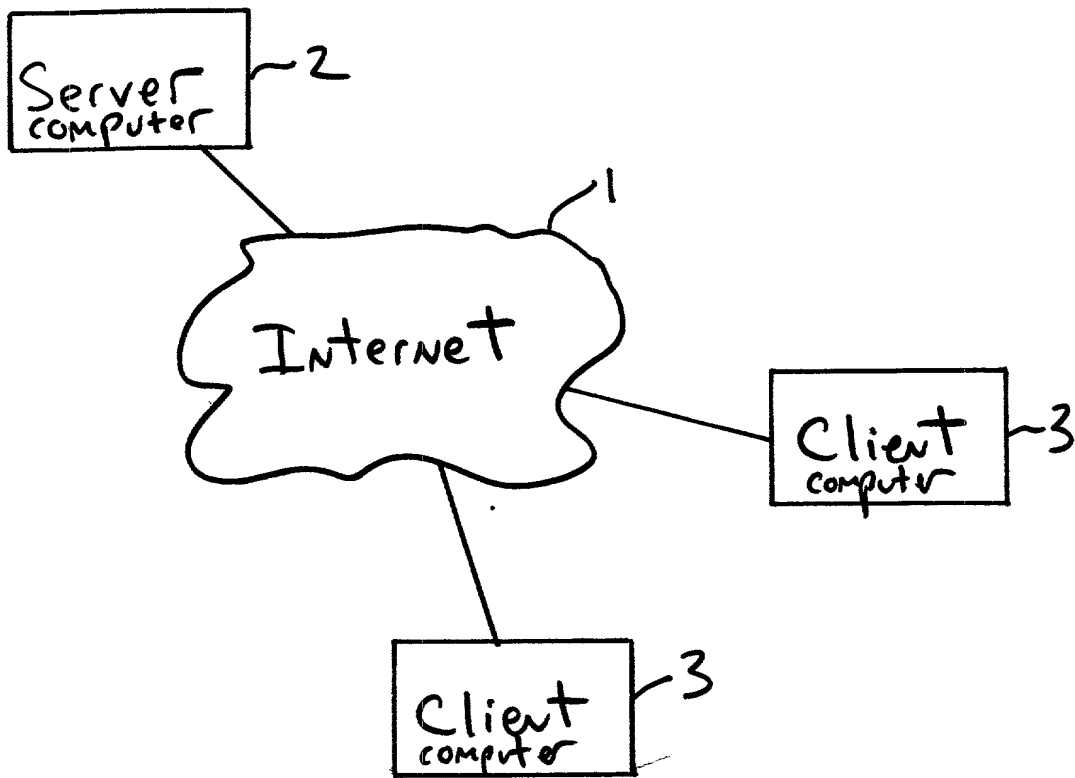 Server
computer
2
1
Internet
Client
computer
3
Client
computer
3